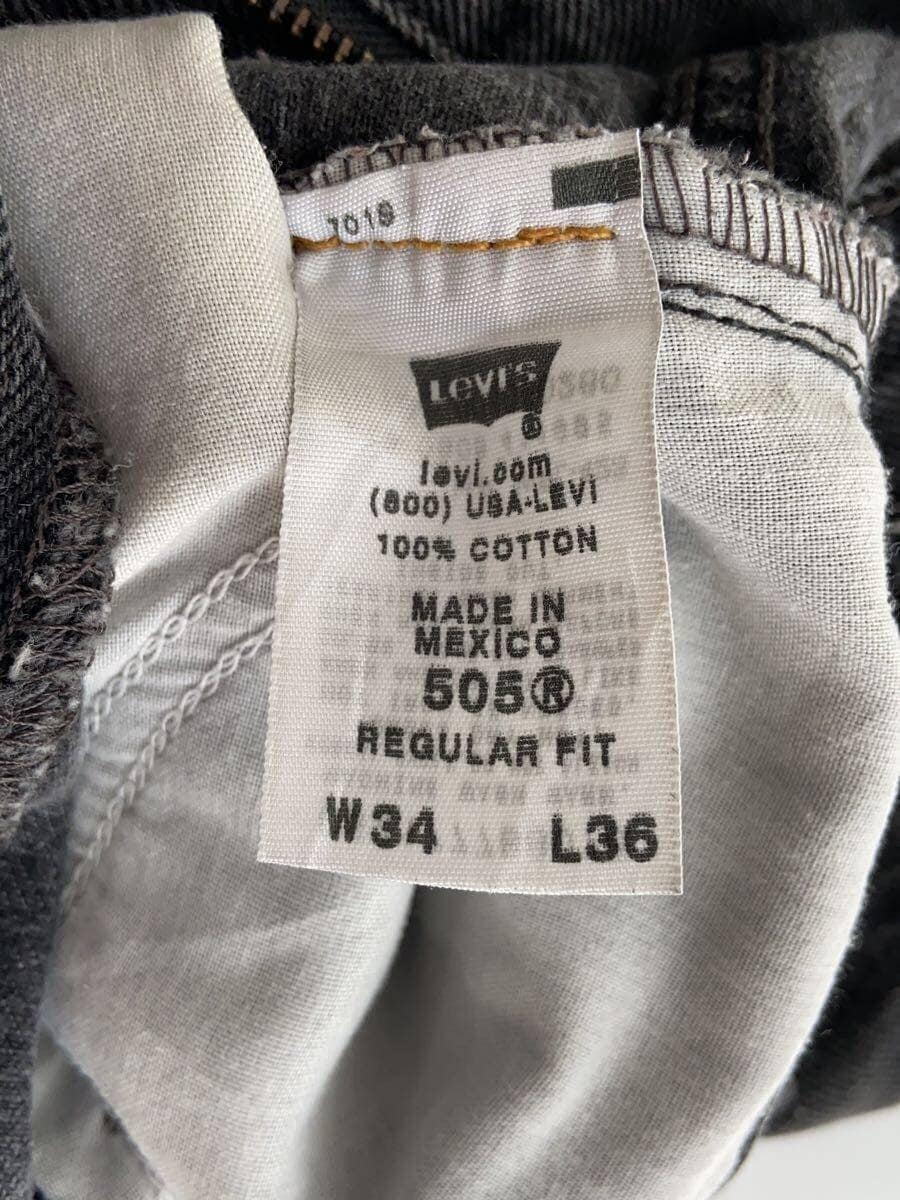 7019
LEVI'S
®
levi.com
(800) USA-LEVI
100% COTTON
MADE IN
MEXICO
505®
REGULAR FIT
W34 L36